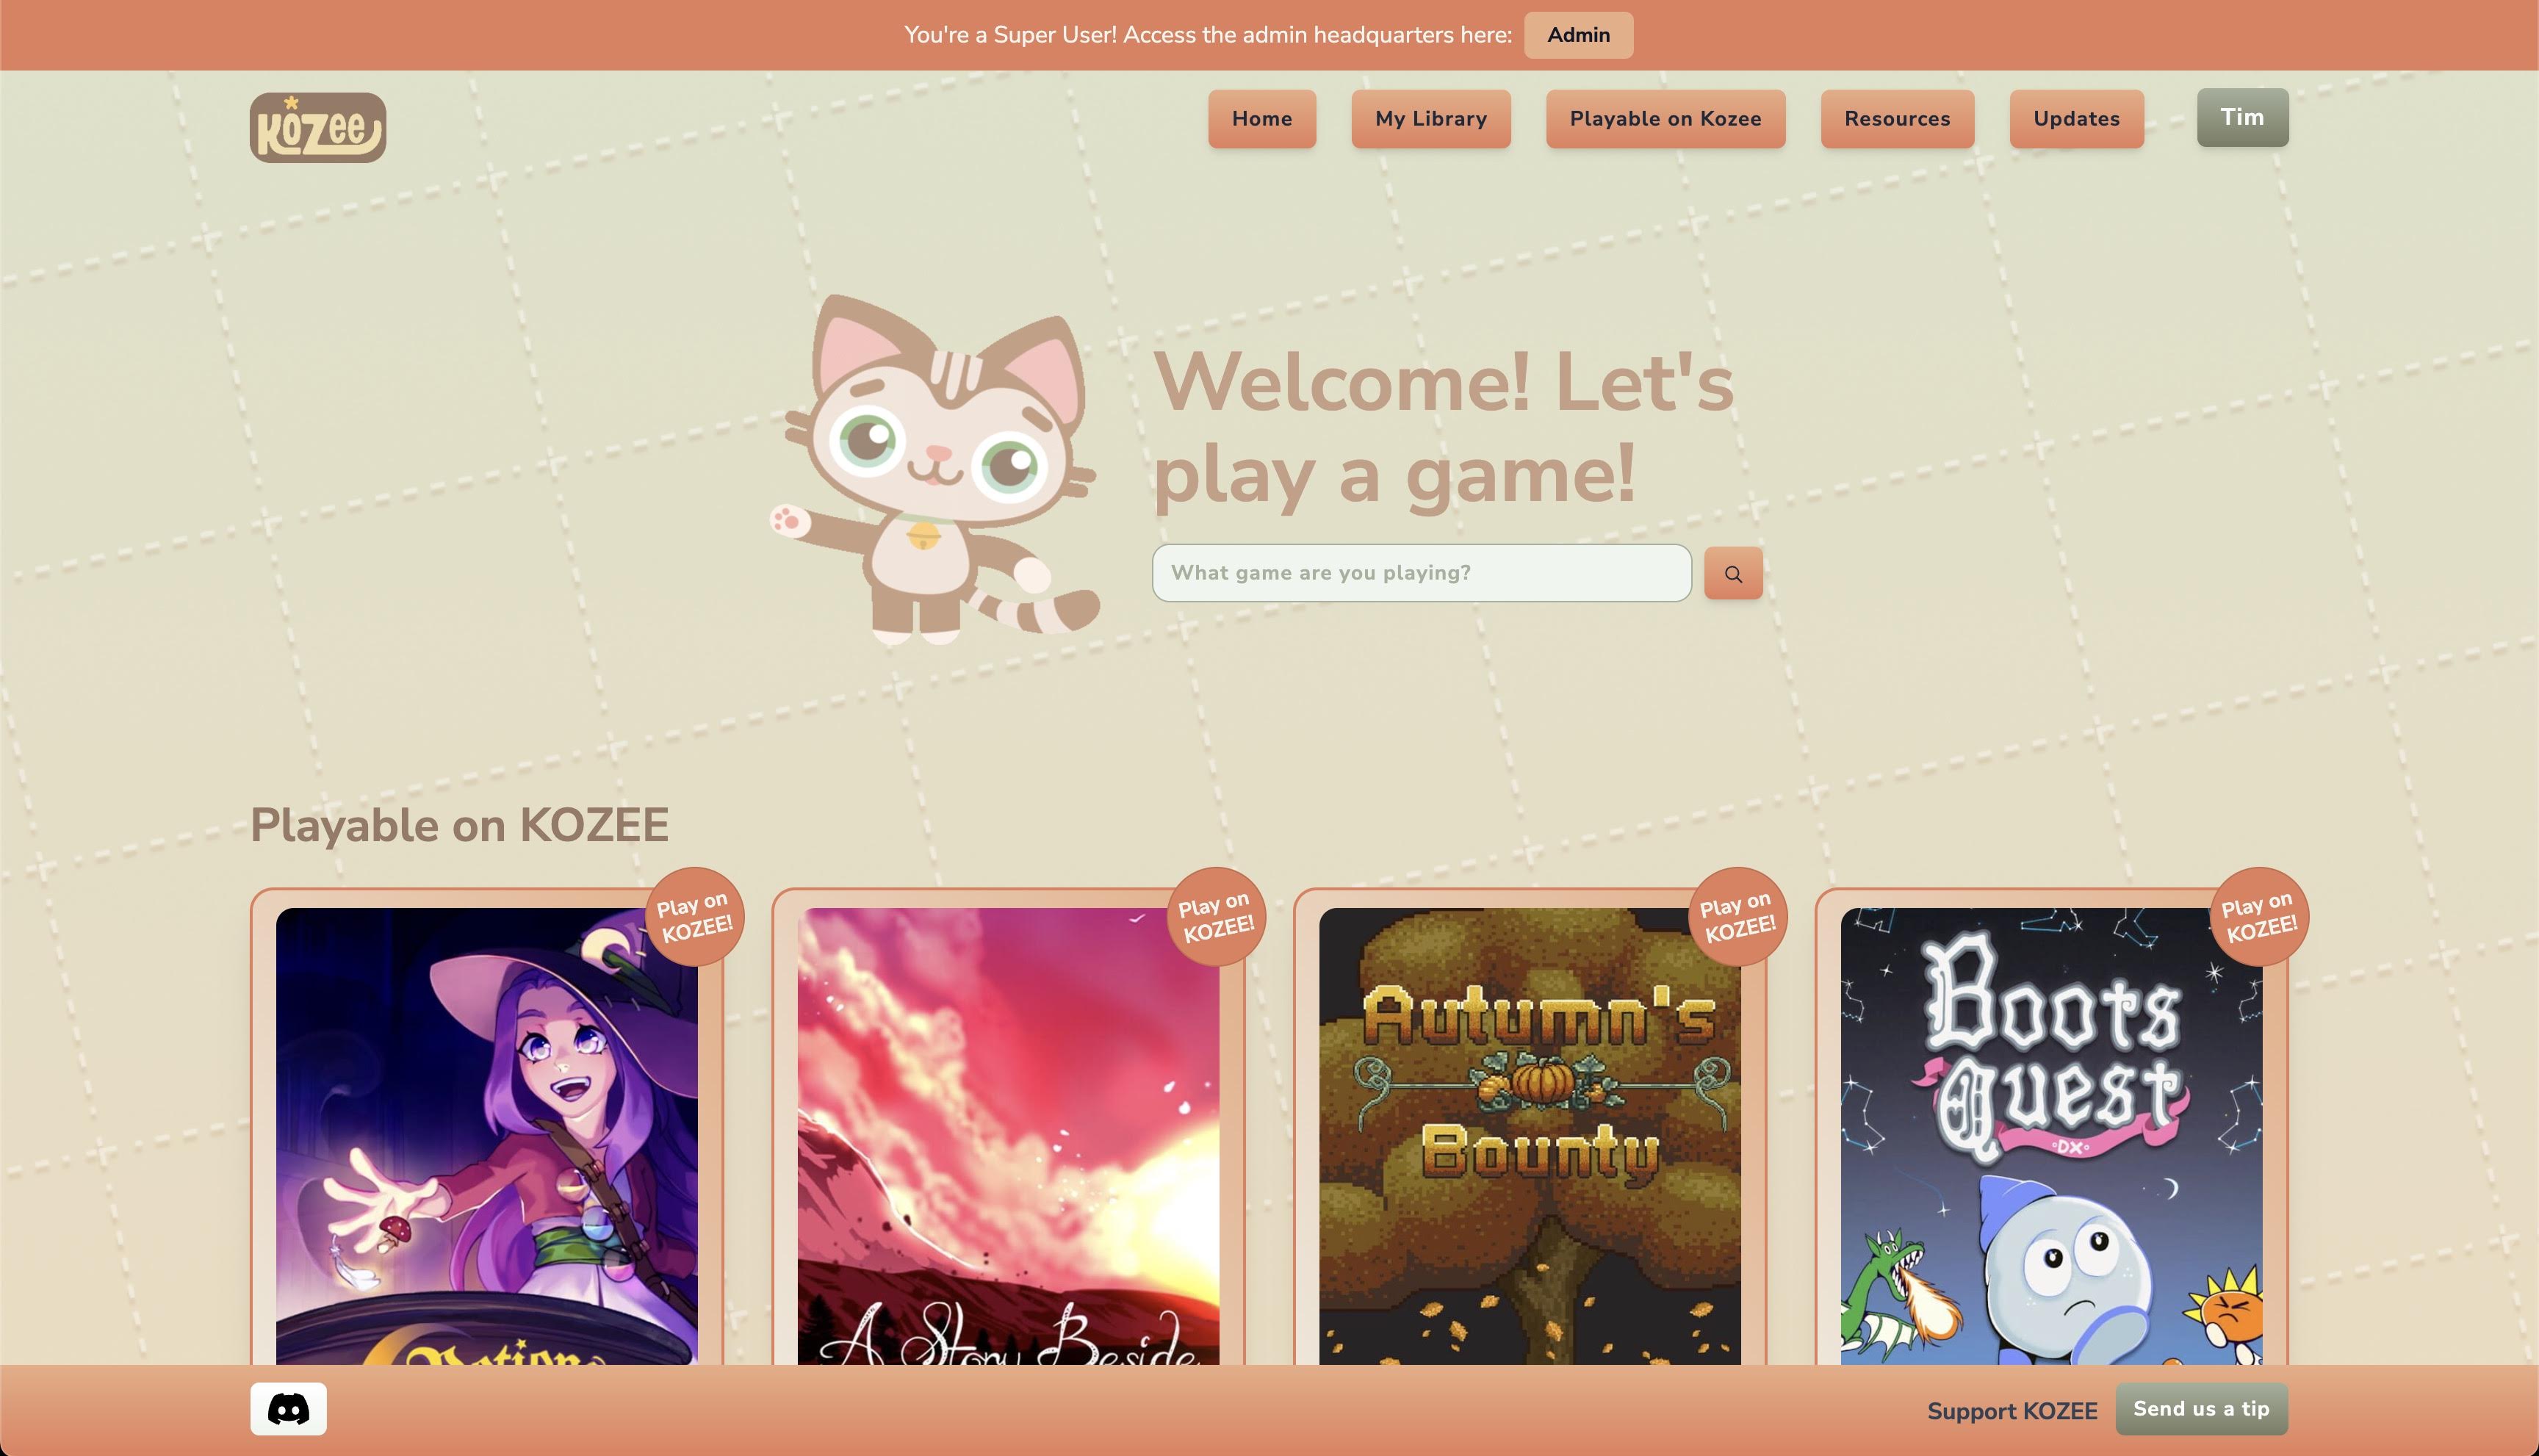 You're a Super User! Access the admin headquarters here: Admin
Kozee
Home
My Library
Playable on Kozee
Resources
Updates
Tim
Welcome! Let's
play a game!
What game are you playing?
Playable on KOZEE
Play on
KOZEE!
Play on
KOZEE!
Autumn's
Bounty
Play on
KOZEE!
Boots
Quest
DX
Play on
KOZEE!
A Story Beside
Support KOZEE
Send us a tip